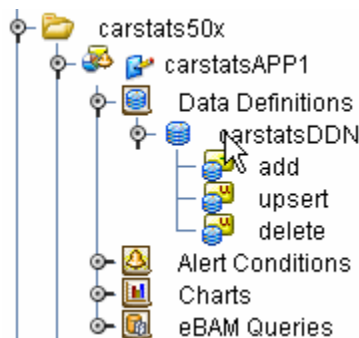 carstats50x
carstatsAPP1
Data Definitions
carstatsDDN
add
upsert
delete
Alert Conditions
Charts
eBAM Queries